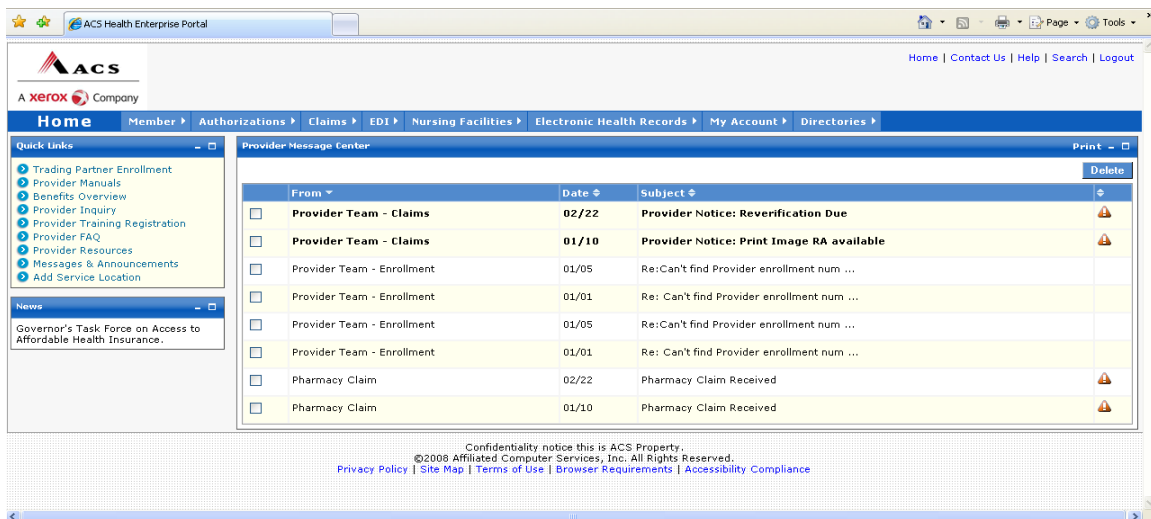 ACS Health Enterprise Portal
Page
Tools
ACS
A xerox Company
Home | Contact Us | Help | Search | Logout
Home Member Authorizations Claims EDI Nursing Facilities Electronic Health Records My Account Directories
Quick Links
Trading Partner Enrollment
Provider Manuals
Benefits Overview
Provider Inquiry
Provider Training Registration
Provider FAQ
Provider Resources
Messages & Announcements
Add Service Location
News
Governor's Task Force on Access to
Affordable Health Insurance.
Provider Message Center Print
Delete
From Date Subject
Provider Team - Claims 02/22 Provider Notice: Reverification Due
Provider Team - Claims 01/10 Provider Notice: Print Image RA available
Provider Team - Enrollment 01/05 Re:Can't find Provider enrollment num ...
Provider Team - Enrollment 01/01 Re: Can't find Provider enrollment num ...
Provider Team - Enrollment 01/05 Re:Can't find Provider enrollment num ...
Provider Team - Enrollment 01/01 Re: Can't find Provider enrollment num ...
Pharmacy Claim 02/22 Pharmacy Claim Received
Pharmacy Claim 01/10 Pharmacy Claim Received
Confidentiality notice this is ACS Property.
©2008 Affiliated Computer Services, Inc. All Rights Reserved.
Privacy Policy | Site Map | Terms of Use | Browser Requirements | Accessibility Compliance